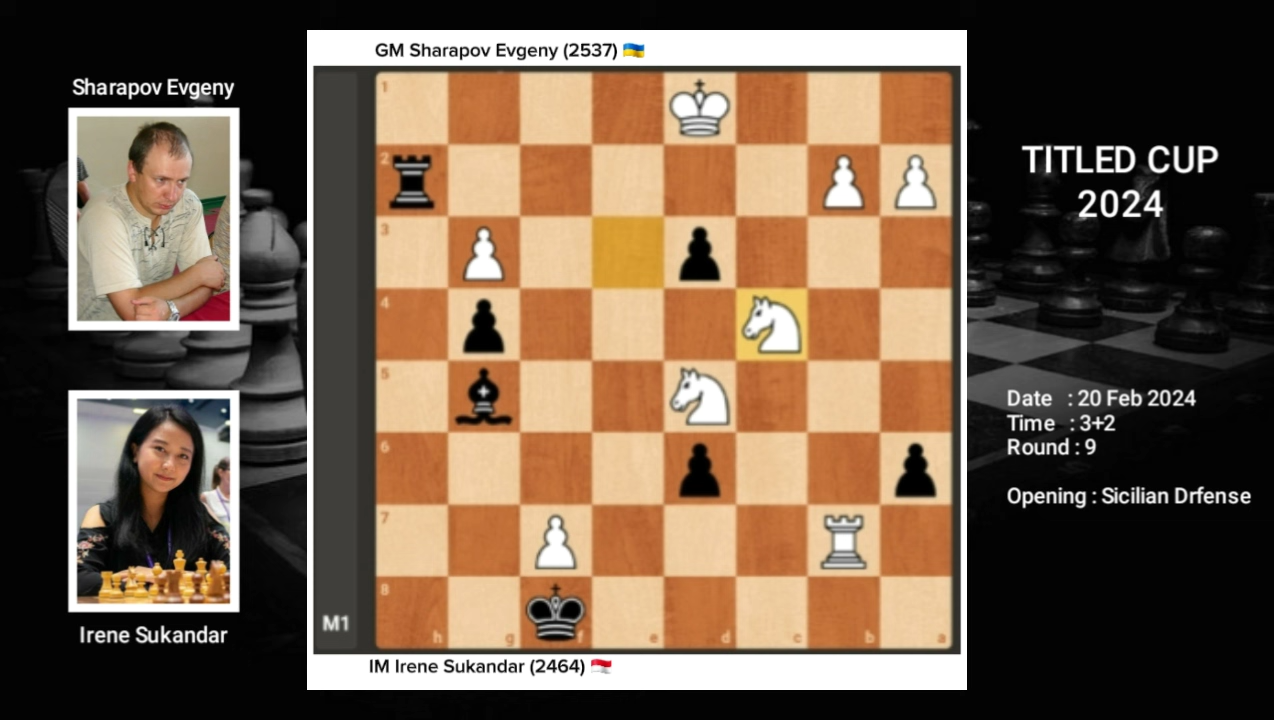 GM Sharapov Evgeny (2537)
Sharapov Evgeny
1
2
3
4
5
6
7
8
h g f e d c b a
M1
Irene Sukandar
IM Irene Sukandar (2464)
TITLED CUP
2024
Date : 20 Feb 2024
Time : 3+2
Round : 9
Opening : Sicilian Drfense